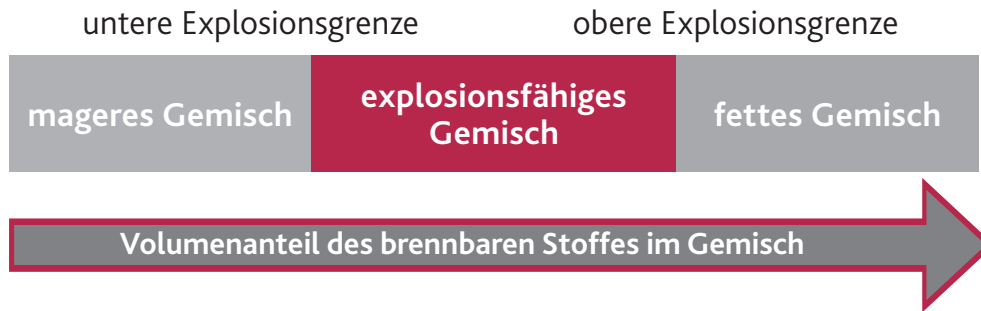 untere Explosionsgrenze
obere Explosionsgrenze
mageres Gemisch
explosionsfähiges
Gemisch
fettes Gemisch
Volumenanteil des brennbaren Stoffes im Gemisch